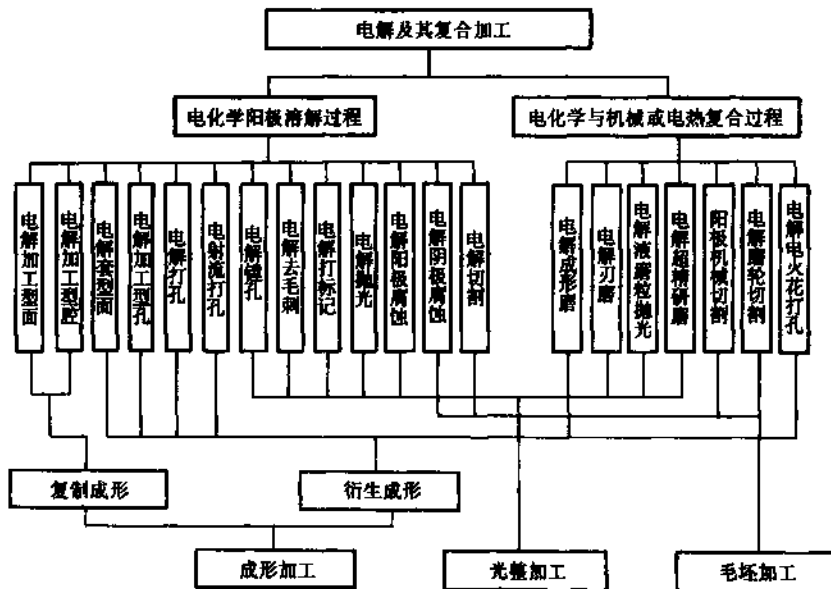 电解及其复合加工
电化学阳极溶解过程
电化学与机械或电热复合过程
电解加工型面
电解加工型腔
电解套型面
电解加工型孔
电解打孔
电射流打孔
电解镗孔
电解去毛刺
电解打标记
电解抛光
电解阳极腐蚀
电解阴极腐蚀
电解切割
电解成形磨
电解刃磨
电解液磨粒抛光
电解超精研磨
阳极机械切割
电解磨轮切割
电解电火花打孔
复制成形
衍生成形
成形加工
光整加工
毛坯加工